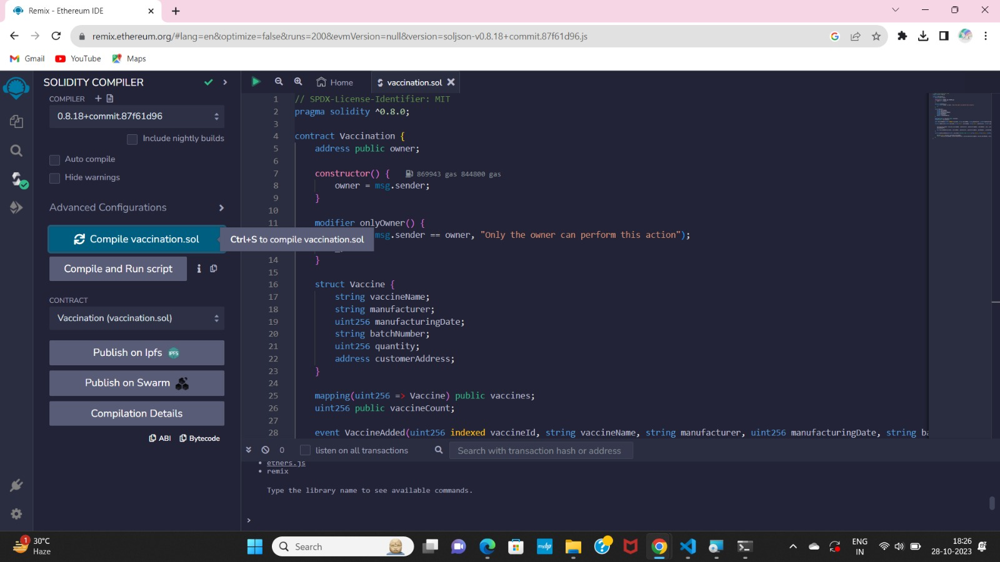 Remix - Ethereum IDE
remix.ethereum.org/#lang=en&optimize=false&runs=200&evmVersion=null&version=soljson-v0.8.18+commit.87f61d96.js
Gmail YouTube Maps
SOLIDITY COMPILER
COMPILER
0.8.18+commit.87f61d96
Include nightly builds
Auto compile
Hide warnings
Advanced Configurations
Compile vaccination.sol
Ctrl+S to compile vaccination.sol
Compile and Run script
CONTRACT
Vaccination (vaccination.sol)
Publish on Ipfs IPFS
Publish on Swarm
Compilation Details
ABI Bytecode
Home vaccination.sol
1 // SPDX-License-Identifier: MIT
2 pragma solidity ^0.8.0;
3
4 contract Vaccination {
5 address public owner;
6
7 constructor() { 869943 gas 844800 gas
8 owner = msg.sender;
9 }
10
11 modifier onlyOwner() {
msg.sender == owner, "Only the owner can perform this action");
14 }
15
16 struct Vaccine {
17 string vaccineName;
18 string manufacturer;
19 uint256 manufacturingDate;
20 string batchNumber;
21 uint256 quantity;
22 address customerAddress;
23 }
24
25 mapping(uint256 => Vaccine) public vaccines;
26 uint256 public vaccineCount;
27
28 event VaccineAdded(uint256 indexed vaccineId, string vaccineName, string manufacturer, uint256 manufacturingDate, string ba
0 listen on all transactions Search with transaction hash or address
• ethers.js
• remix
Type the library name to see available commands.
>
1
30°C
Haze
Search
myhp
ENG
IN
18:26
28-10-2023